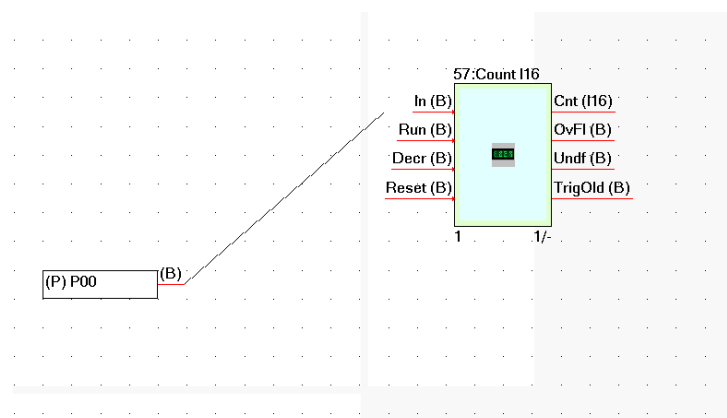 57:Count I16
In (B)
Cnt (I16)
Run (B)
OvFl (B)
Decr (B)
Undf (B)
Reset (B)
TrigOld (B)
1
1/-
(P) P00
(B)